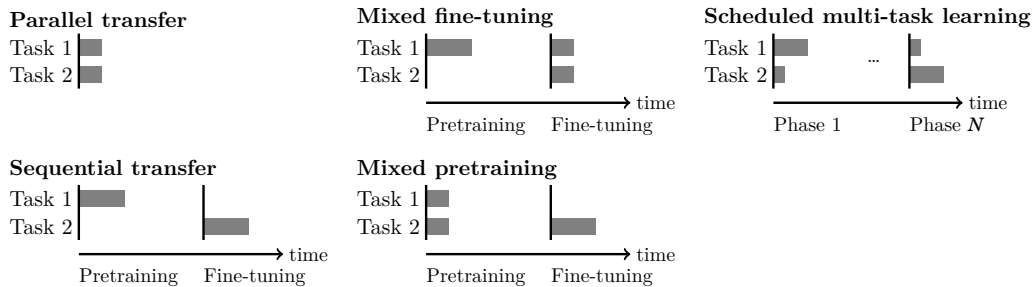 Parallel transfer
Task 1
Task 2
Mixed fine-tuning
Task 1
Task 2
time
Pretraining Fine-tuning
Scheduled multi-task learning
Task 1
...
Task 2
time
Phase 1 Phase N
Sequential transfer
Task 1
Task 2
time
Pretraining Fine-tuning
Mixed pretraining
Task 1
Task 2
time
Pretraining Fine-tuning